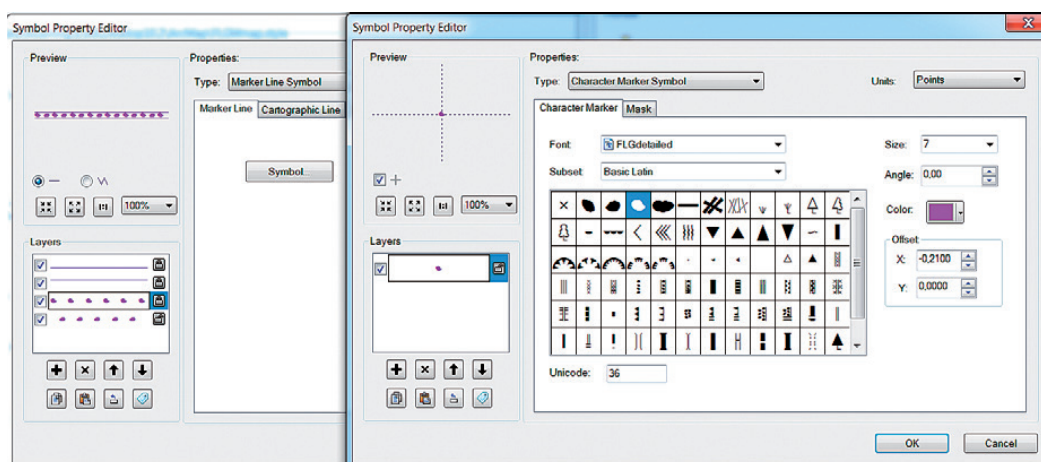 Symbol Property Editor
Preview
100%
Layers
Properties:
Type: Marker Line Symbol
Marker Line
Cartographic Line
Symbol...
Symbol Property Editor
X
Preview
100%
Layers
Properties:
Type: Character Marker Symbol
Units: Points
Character Marker
Mask
Font: FLGdetailed
Size: 7
Subset: Basic Latin
Angle: 0,00
Color:
Offset
X: -0,2100
Y: 0,0000
Unicode: 36
OK
Cancel